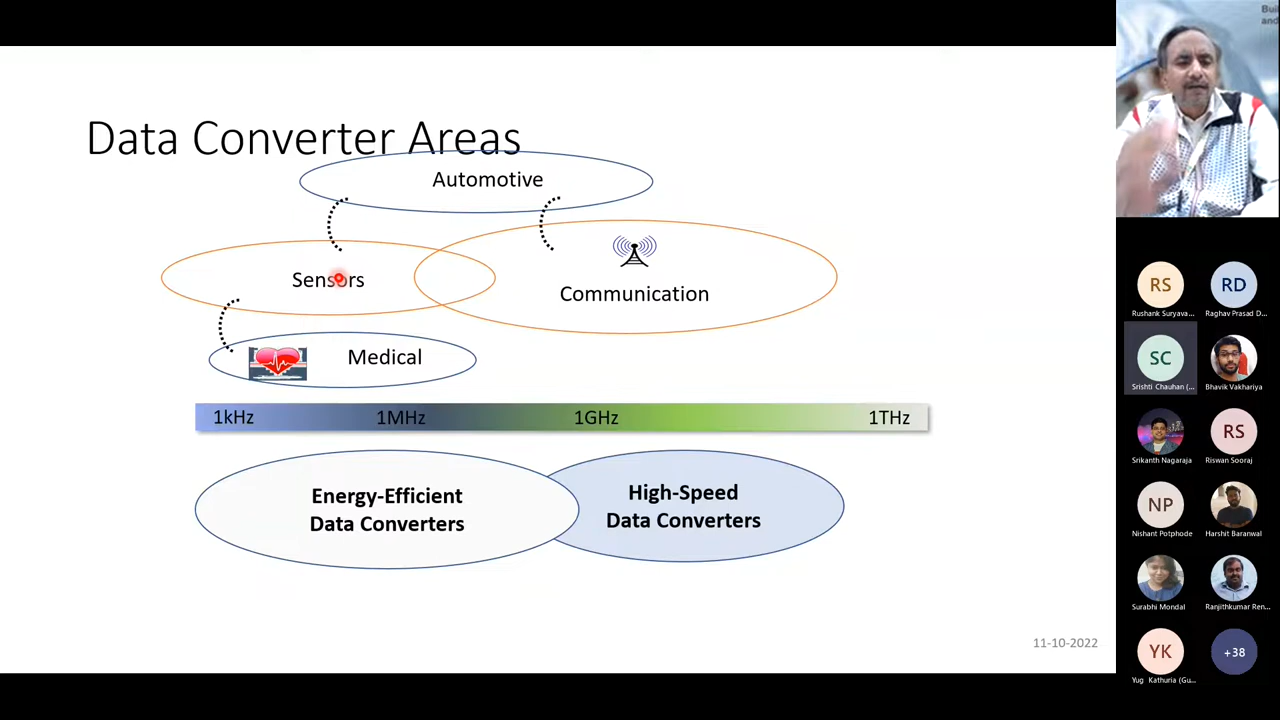 Data Converter Areas
Automotive
Sensors
Communication
Medical
1kHz 1MHz 1GHz 1THz
Energy-Efficient
Data Converters
High-Speed
Data Converters
11-10-2022
RS RD
Rushank Suryava... Raghav Prasad D...
SC
Srishti Chauhan (... Bhavik Vakhariya
RS
Srikanth Nagaraja Riswan Sooraj
NP
Nishant Potphode Harshit Baranwal
Surabhi Mondal Ranjithkumar Ren...
YK +38
Yug Kathuria (Gu...